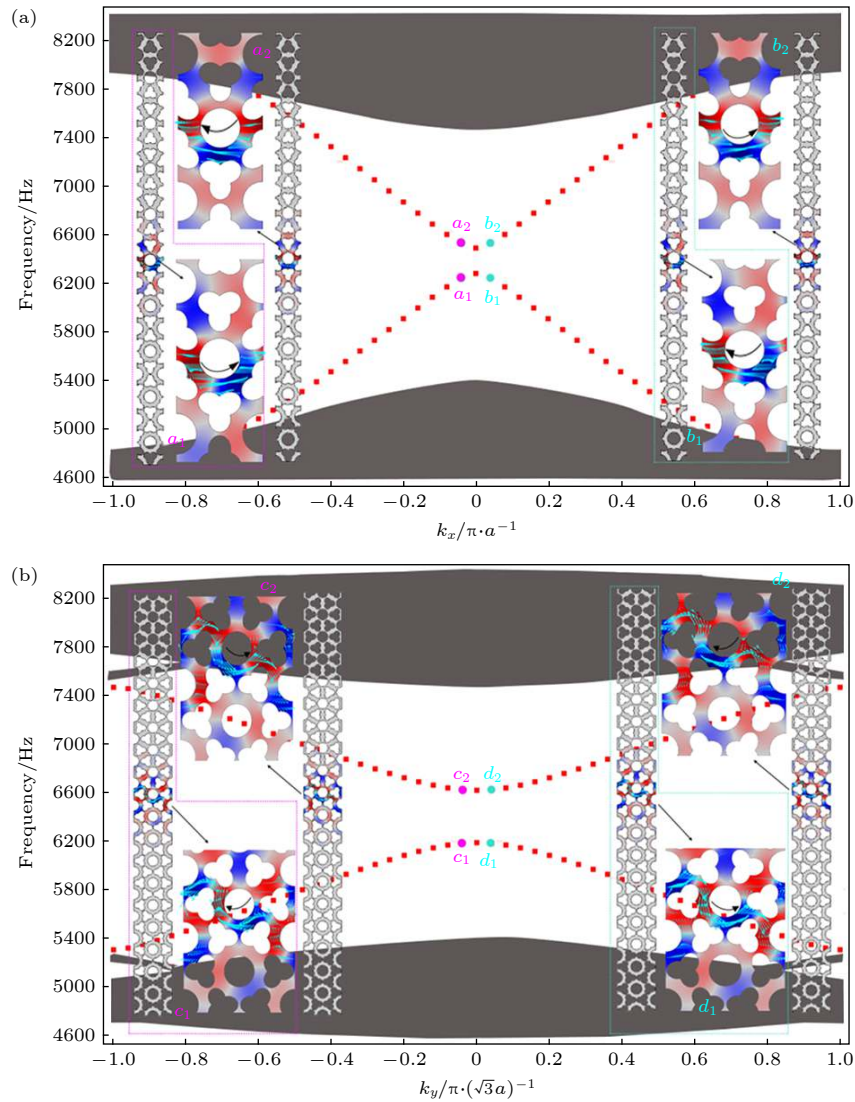 (a)
8200
7800
7400
7000
6600
6200
5800
5400
5000
4600
Frequency/Hz
a₂
b₂
a₂ b₂
a₁ b₁
a₁
b₁
−1.0 −0.8 −0.6 −0.4 −0.2 0 0.2 0.4 0.6 0.8 1.0
kₓ/π·a⁻¹
(b)
8200
7800
7400
7000
6600
6200
5800
5400
5000
4600
Frequency/Hz
c₂
d₂
c₂ d₂
c₁ d₁
c₁
d₁
−1.0 −0.8 −0.6 −0.4 −0.2 0 0.2 0.4 0.6 0.8 1.0
k_y/π·(√3a)⁻¹